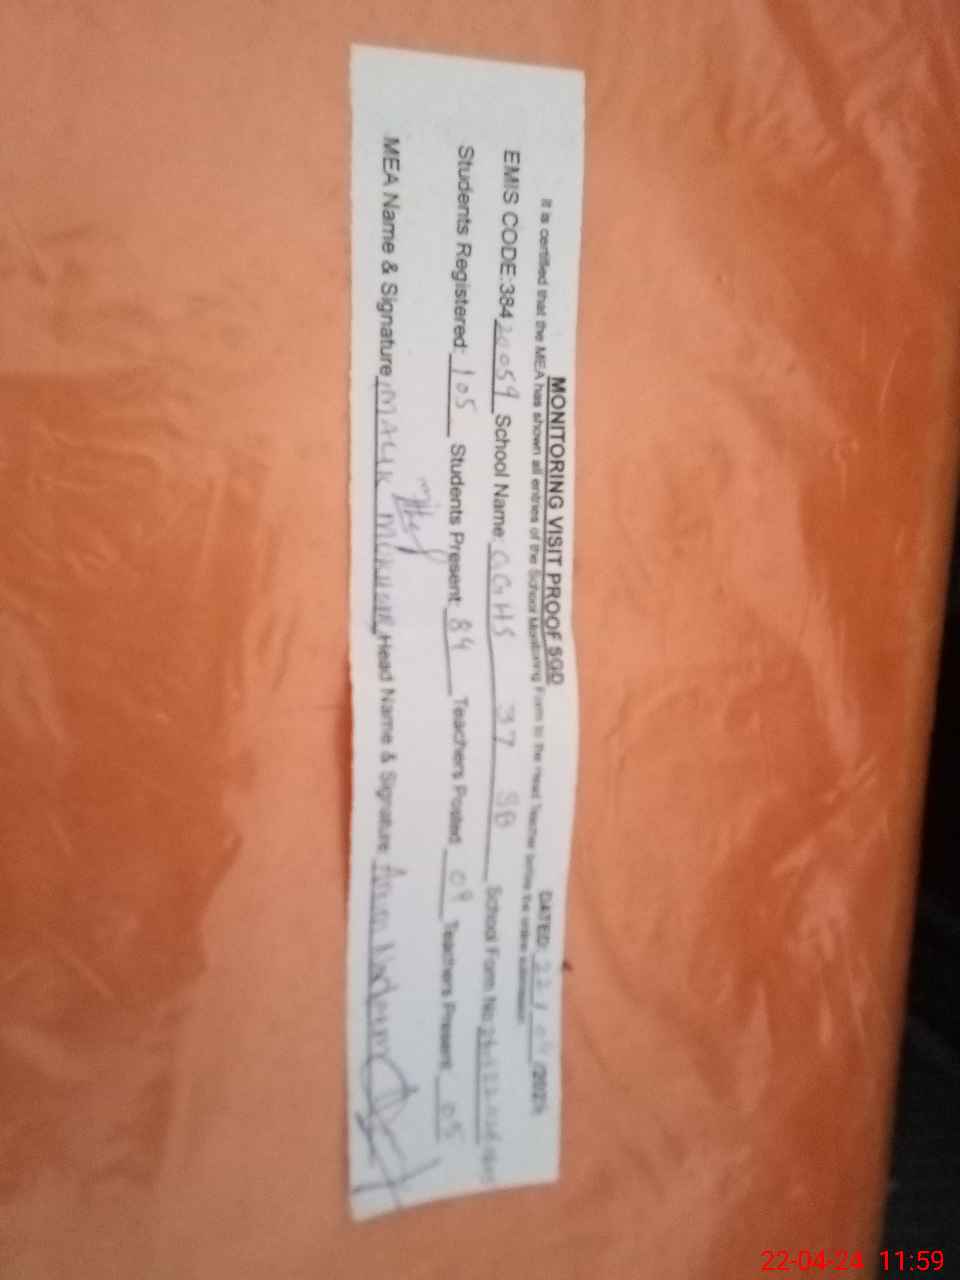 MONITORING VISIT PROOF SGD
DATED: 22 / 04 /2020
It is certified that the MEA has shown all entries of the School Monitoring Form to the Head Teacher before the online submission
EMIS CODE:384 20059 School Name: GGHS 37 SB School Form No:
Students Registered: 105 Students Present: 84 Teachers Posted: 09 Teachers Present: 05
MEA Name & Signature Head Name & Signature:
22-04-24 11:59